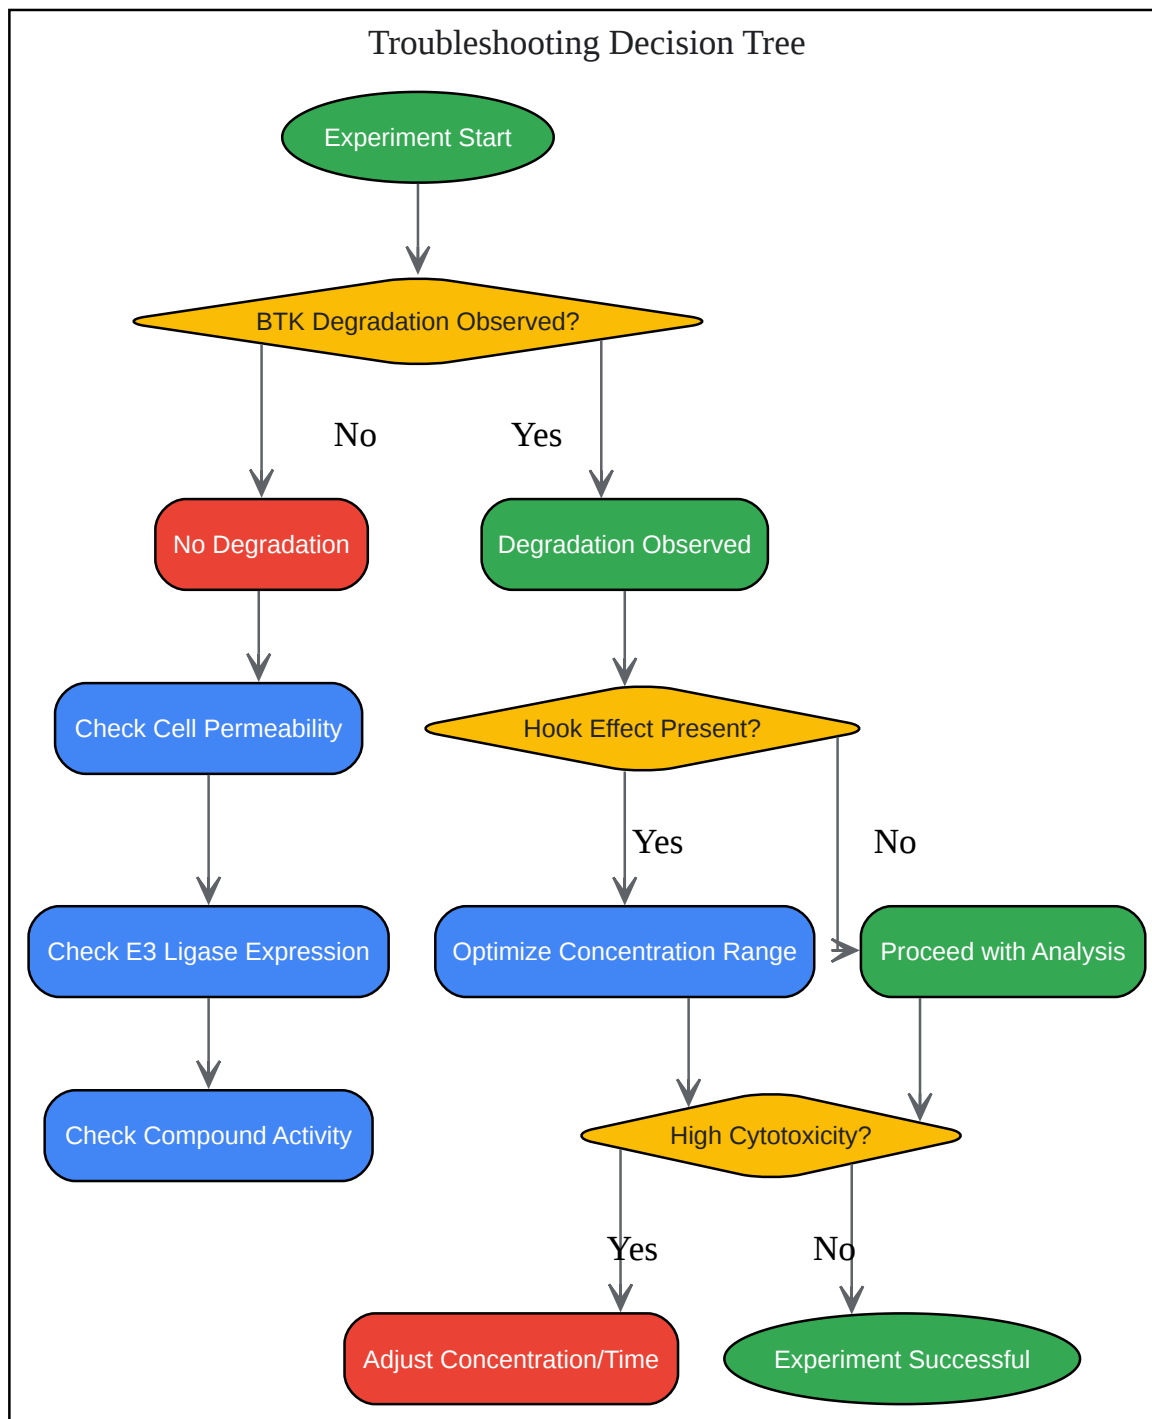 Troubleshooting Decision Tree
Experiment Start
BTK Degradation Observed?
No
Yes
No Degradation
Degradation Observed
Check Cell Permeability
Hook Effect Present?
Yes
No
Check E3 Ligase Expression
Optimize Concentration Range
Proceed with Analysis
Check Compound Activity
High Cytotoxicity?
Yes
No
Adjust Concentration/Time
Experiment Successful